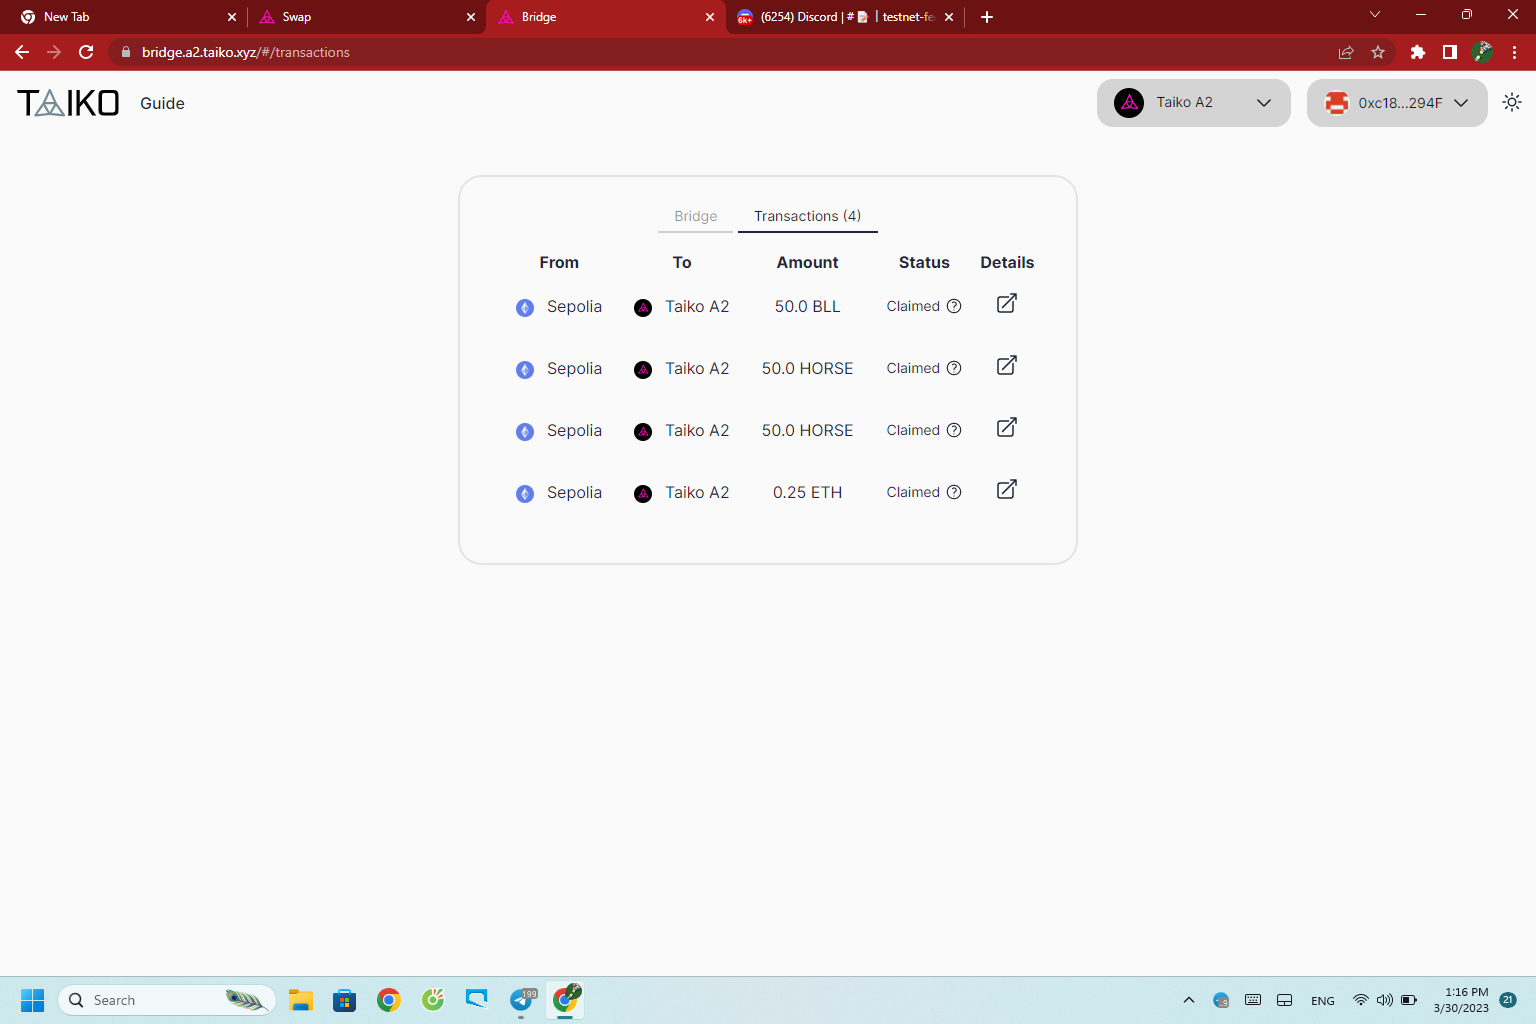 New Tab
Swap
Bridge
6k+
(6254) Discord | # 📝 | testnet-fe
bridge.a2.taiko.xyz/#/transactions
TAIKO
Guide
Taiko A2
0xc18...294F
Bridge
Transactions (4)
From To Amount Status Details
Sepolia Taiko A2 50.0 BLL Claimed ?
Sepolia Taiko A2 50.0 HORSE Claimed ?
Sepolia Taiko A2 50.0 HORSE Claimed ?
Sepolia Taiko A2 0.25 ETH Claimed ?
Search
199
ENG
1:16 PM
3/30/2023
21